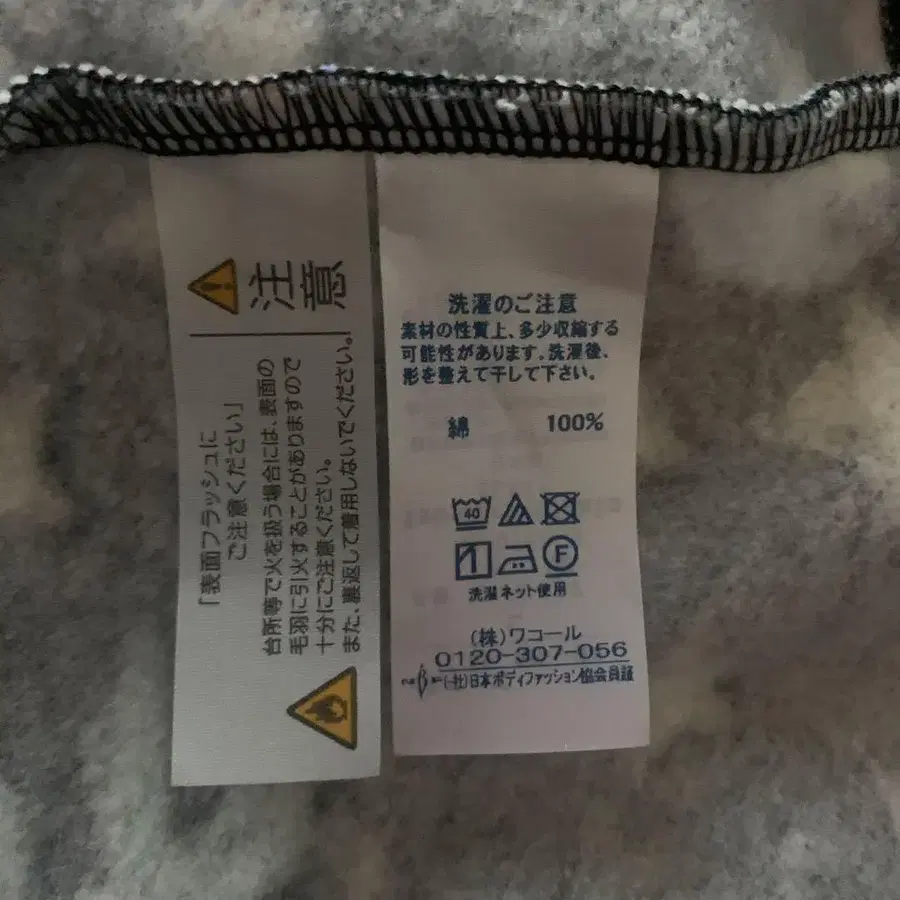 注意
「表面フラッシュに
ご注意ください」
台所等で火を扱う場合には、表面の
毛羽に引火することがありますので
十分にご注意ください。
また、裏返して着用しないでください。
洗濯のご注意
素材の性質上、多少収縮する
可能性があります。洗濯後、
形を整えて干して下さい。
綿 100%
40
F
洗濯ネット使用
(株)ワコール
0120-307-056
(一社)日本ボディファッション協会員証